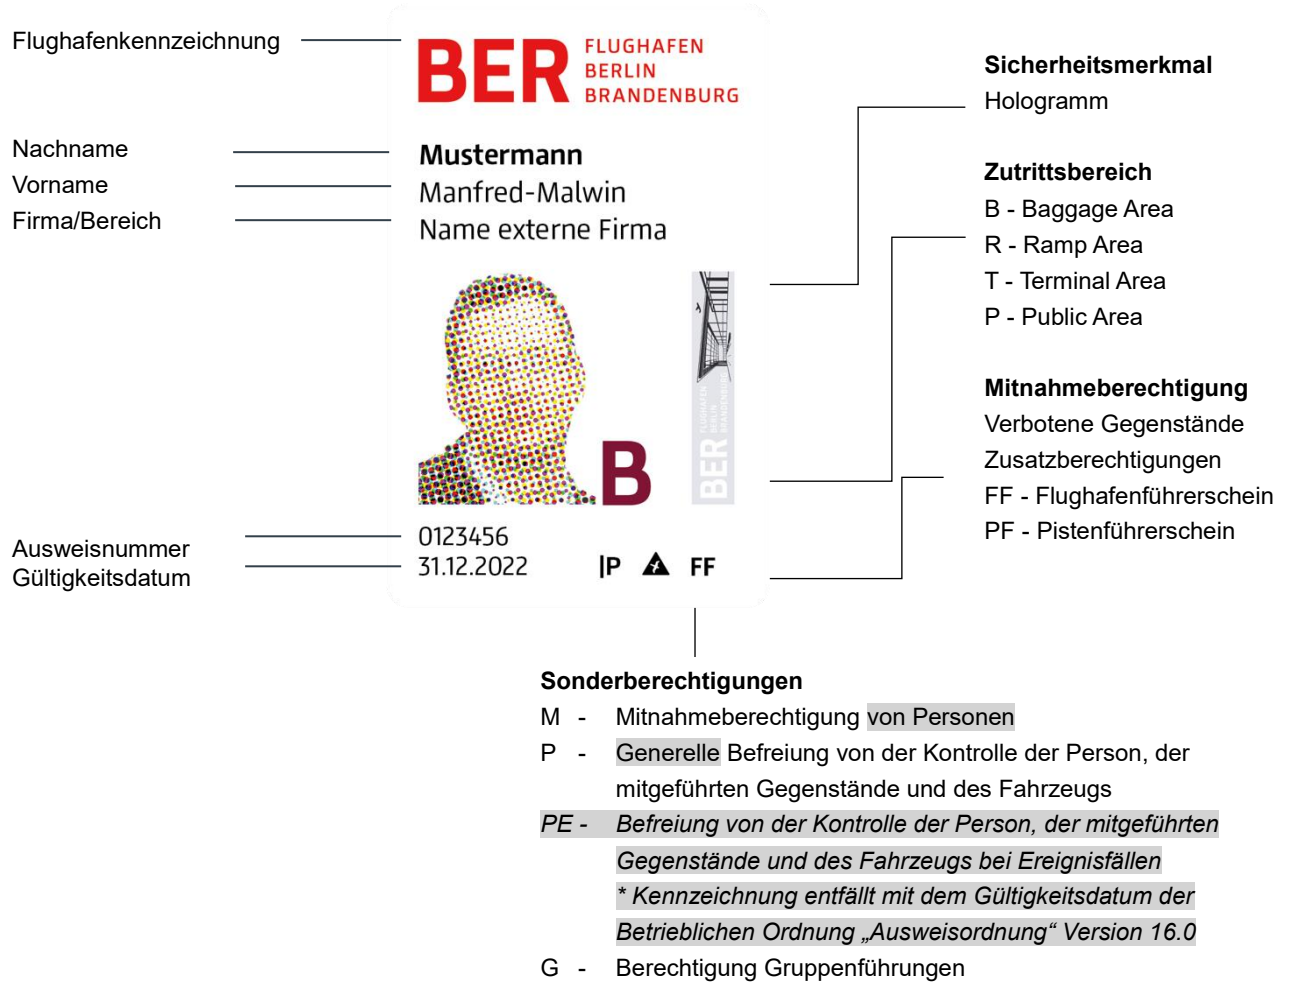 Flughafenkennzeichnung
BER
FLUGHAFEN
BERLIN
BRANDENBURG
Nachname
Vorname
Firma/Bereich
Mustermann
Manfred-Malwin
Name externe Firma
B
BER
FLUGHAFEN
BERLIN
BRANDENBURG
Ausweisnummer
Gültigkeitsdatum
0123456
31.12.2022
|P FF
Sicherheitsmerkmal
Hologramm
Zutrittsbereich
B - Baggage Area
R - Ramp Area
T - Terminal Area
P - Public Area
Mitnahmeberechtigung
Verbotene Gegenstände
Zusatzberechtigungen
FF - Flughafenführerschein
PF - Pistenführerschein
Sonderberechtigungen
M - Mitnahmeberechtigung von Personen
P - Generelle Befreiung von der Kontrolle der Person, der
mitgeführten Gegenstände und des Fahrzeugs
PE - Befreiung von der Kontrolle der Person, der mitgeführten
Gegenstände und des Fahrzeugs bei Ereignisfällen
* Kennzeichnung entfällt mit dem Gültigkeitsdatum der
Betrieblichen Ordnung „Ausweisordnung“ Version 16.0
G - Berechtigung Gruppenführungen